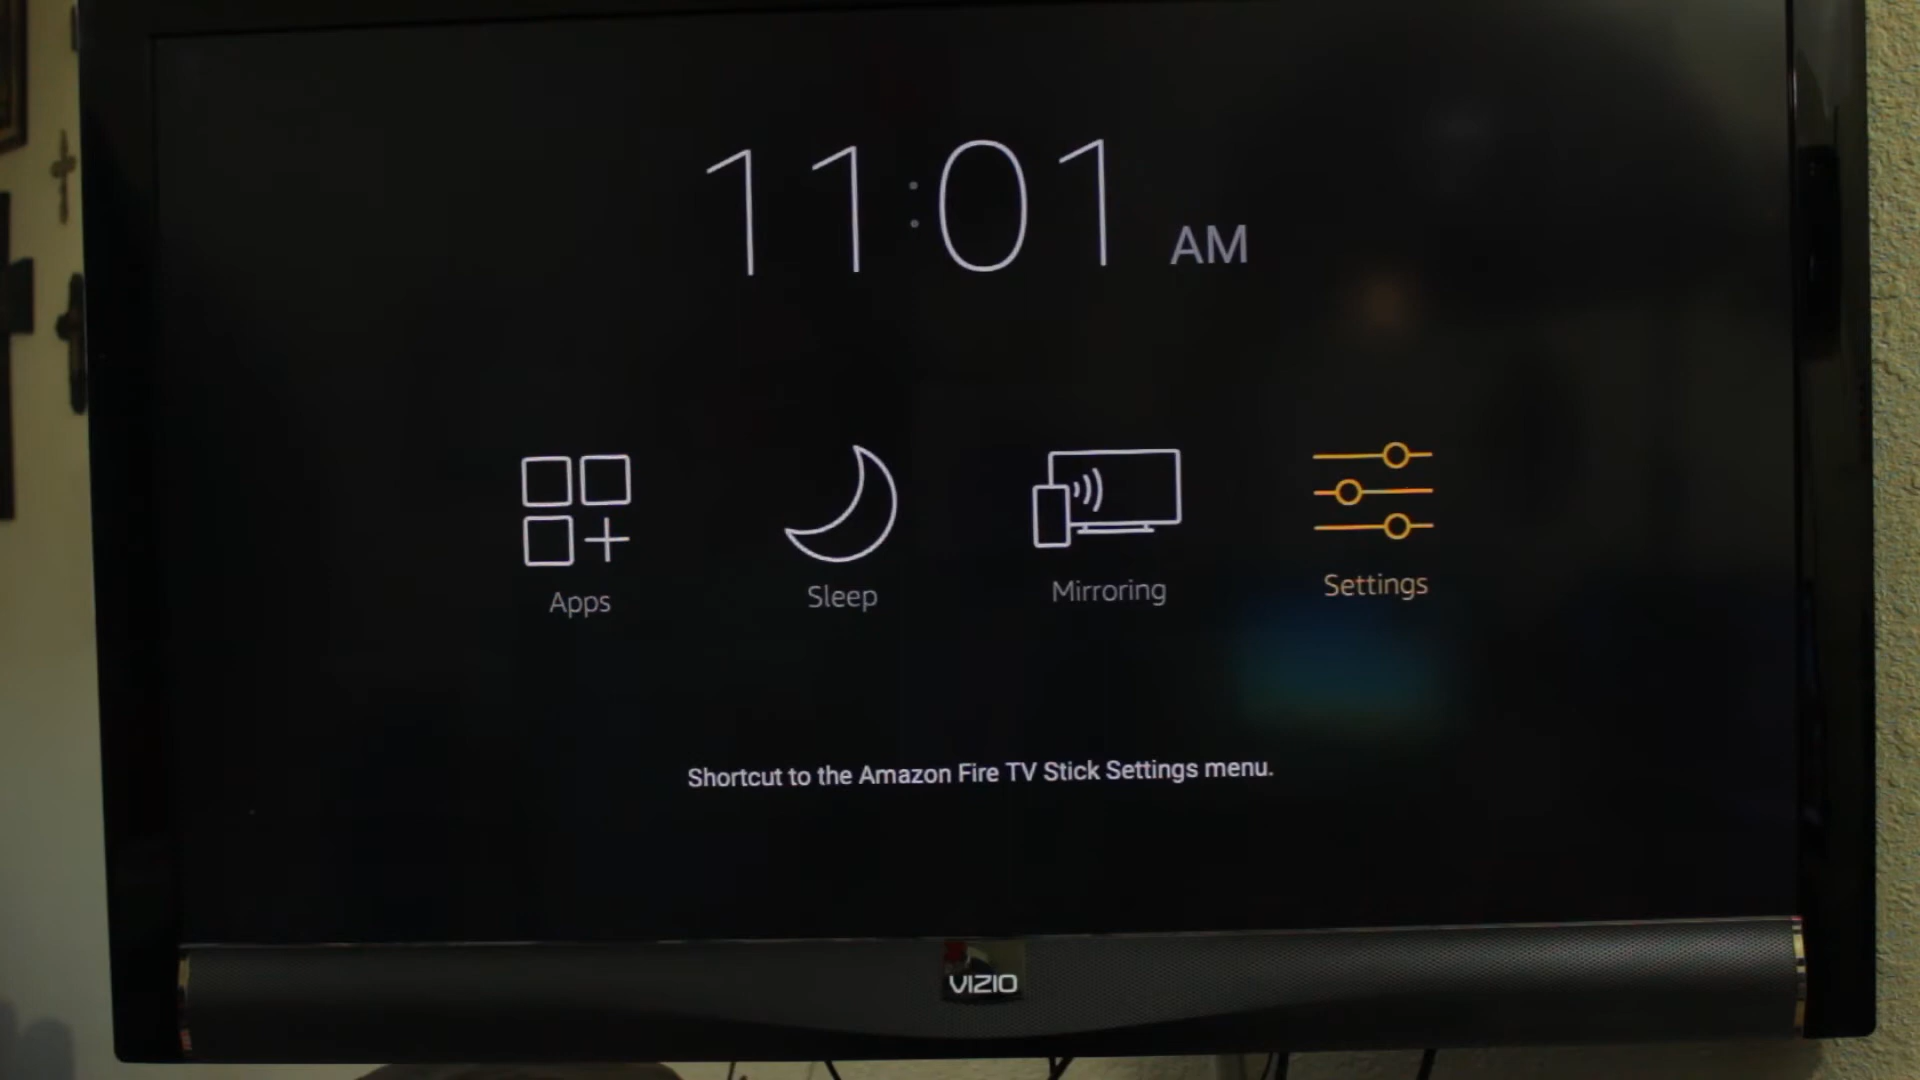 11:01 AM
Apps
Sleep
Mirroring
Settings
Shortcut to the Amazon Fire TV Stick Settings menu.
VIZIO